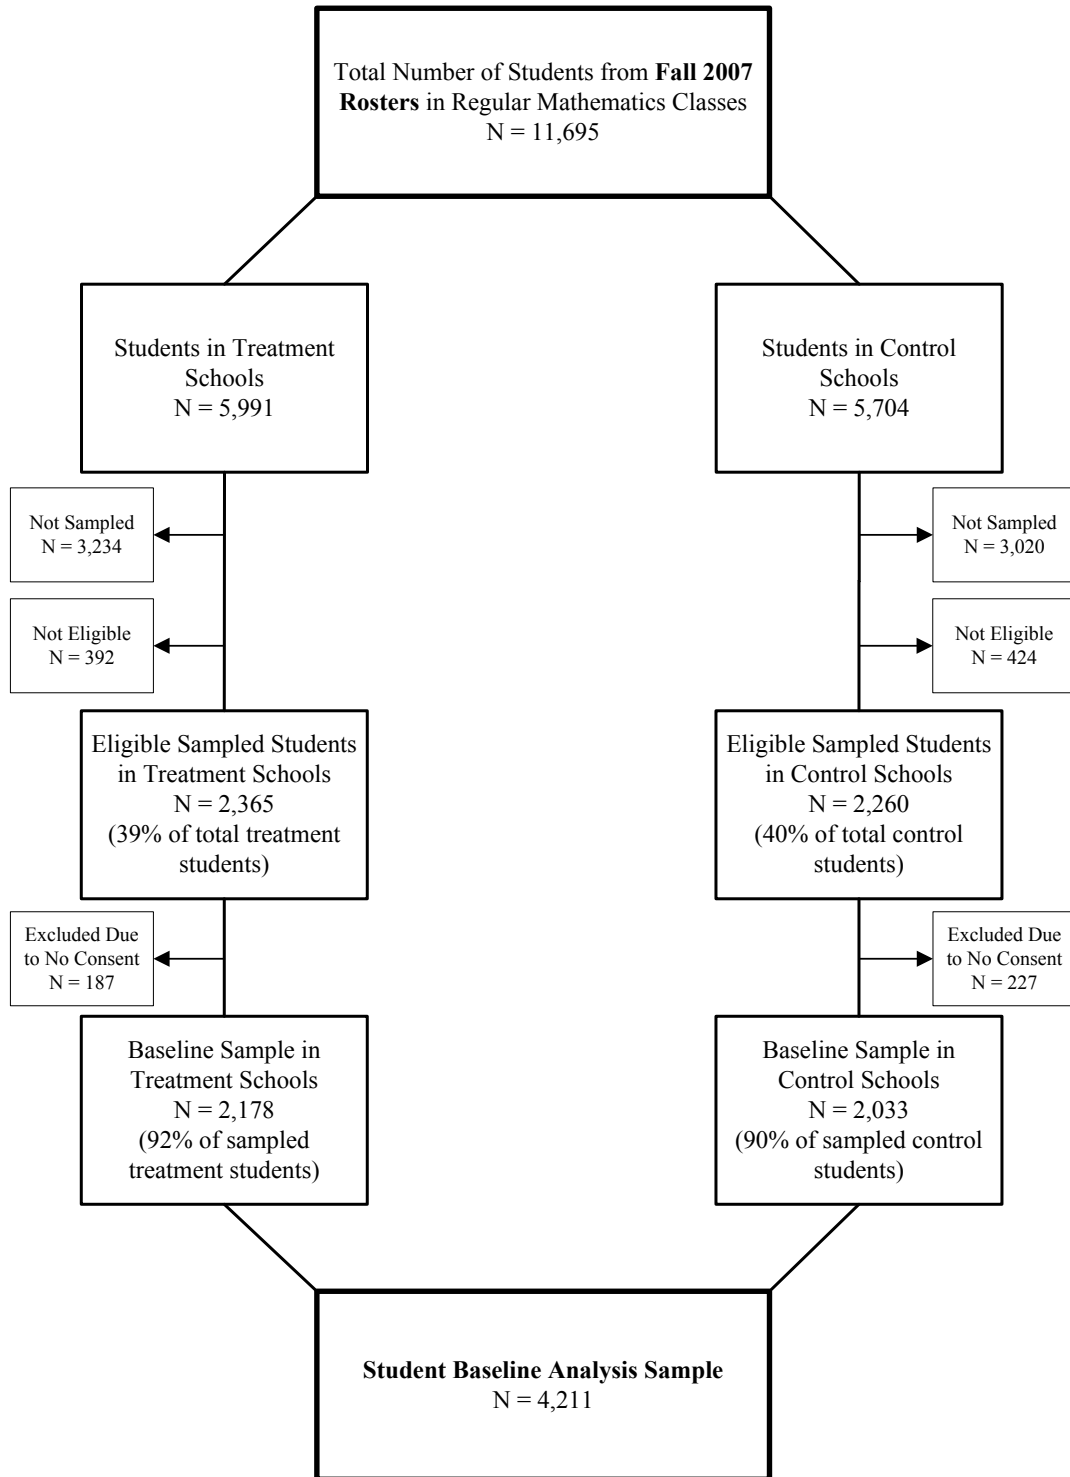 Total Number of Students from Fall 2007
Rosters in Regular Mathematics Classes
N = 11,695
Students in Treatment
Schools
N = 5,991
Students in Control
Schools
N = 5,704
Not Sampled
N = 3,234
Not Sampled
N = 3,020
Not Eligible
N = 392
Not Eligible
N = 424
Eligible Sampled Students
in Treatment Schools
N = 2,365
(39% of total treatment
students)
Eligible Sampled Students
in Control Schools
N = 2,260
(40% of total control
students)
Excluded Due
to No Consent
N = 187
Excluded Due
to No Consent
N = 227
Baseline Sample in
Treatment Schools
N = 2,178
(92% of sampled
treatment students)
Baseline Sample in
Control Schools
N = 2,033
(90% of sampled control
students)
Student Baseline Analysis Sample
N = 4,211